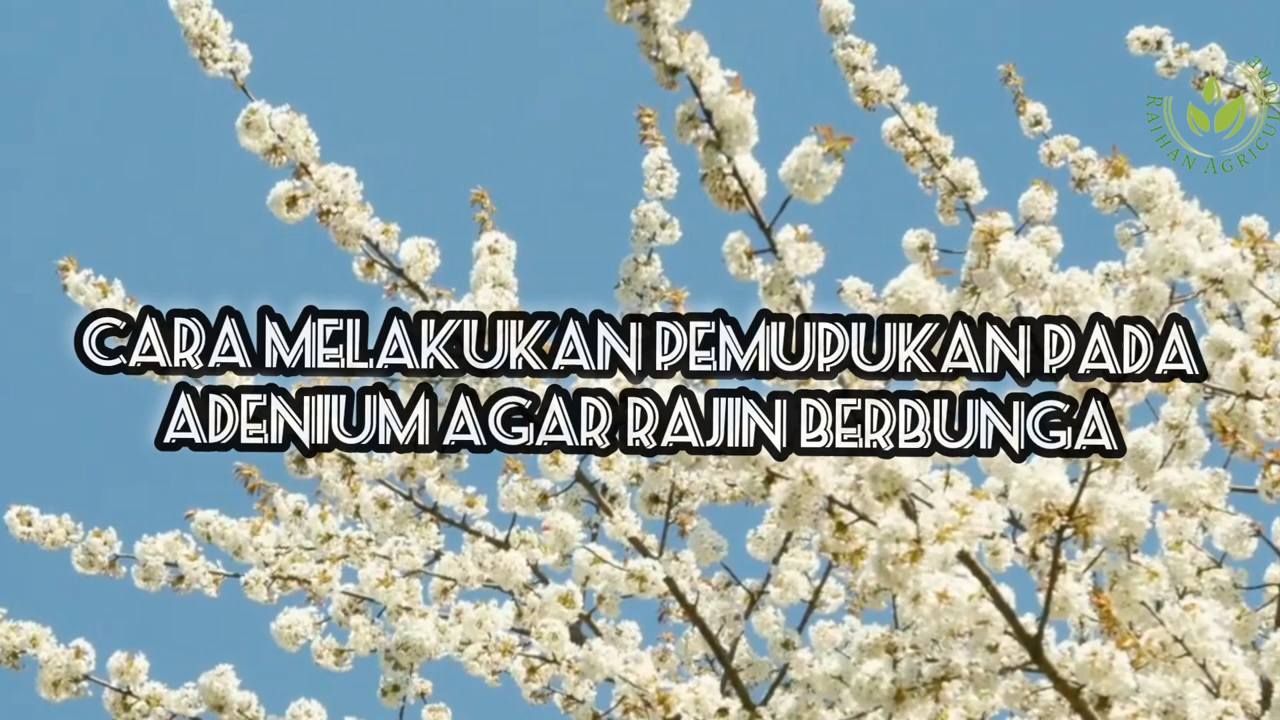 RAIHAN AGRICULTURE
CARA MELAKUKAN PEMUPUKAN PADA
ADENIUM AGAR RAJIN BERBUNGA